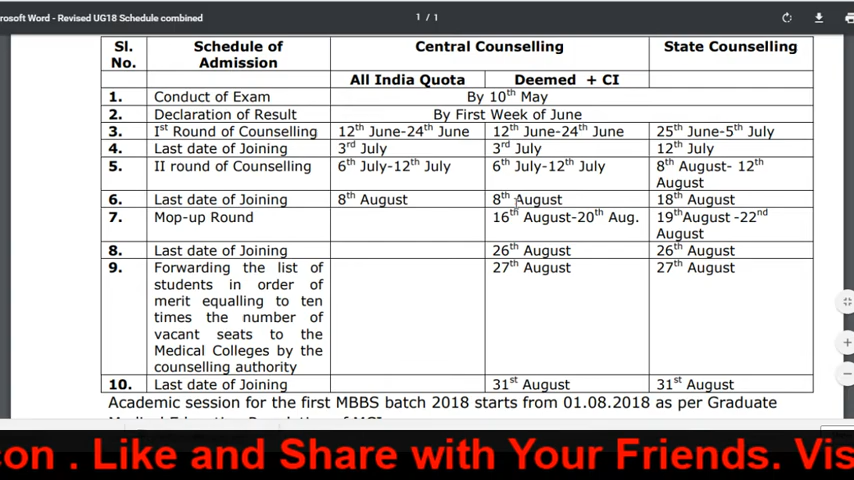 rosoft Word - Revised UG18 Schedule combined
1 / 1
Sl. No. Schedule of Admission Central Counselling State Counselling
All India Quota Deemed + CI
1. Conduct of Exam By 10th May
2. Declaration of Result By First Week of June
3. Ist Round of Counselling 12th June-24th June 12th June-24th June 25th June-5th July
4. Last date of Joining 3rd July 3rd July 12th July
5. II round of Counselling 6th July-12th July 6th July-12th July 8th August- 12th August
6. Last date of Joining 8th August 8th August 18th August
7. Mop-up Round 16th August-20th Aug. 19thAugust -22nd August
8. Last date of Joining 26th August 26th August
9. Forwarding the list of 27th August 27th August
students in order of
merit equalling to ten
times the number of
vacant seats to the
Medical Colleges by the
counselling authority
10. Last date of Joining 31st August 31st August
Academic session for the first MBBS batch 2018 starts from 01.08.2018 as per Graduate
con . Like and Share with Your Friends. Vis